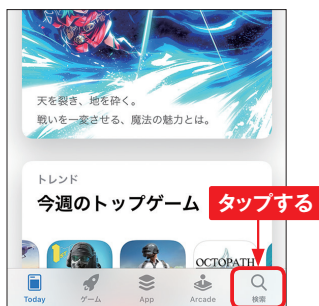 天を裂き、地を砕く。
戦いを一変させる、魔法の魅力とは。
トレンド
今週のトップゲーム
タップする
OCTOPATH
Today
ゲーム
App
Arcade
検索